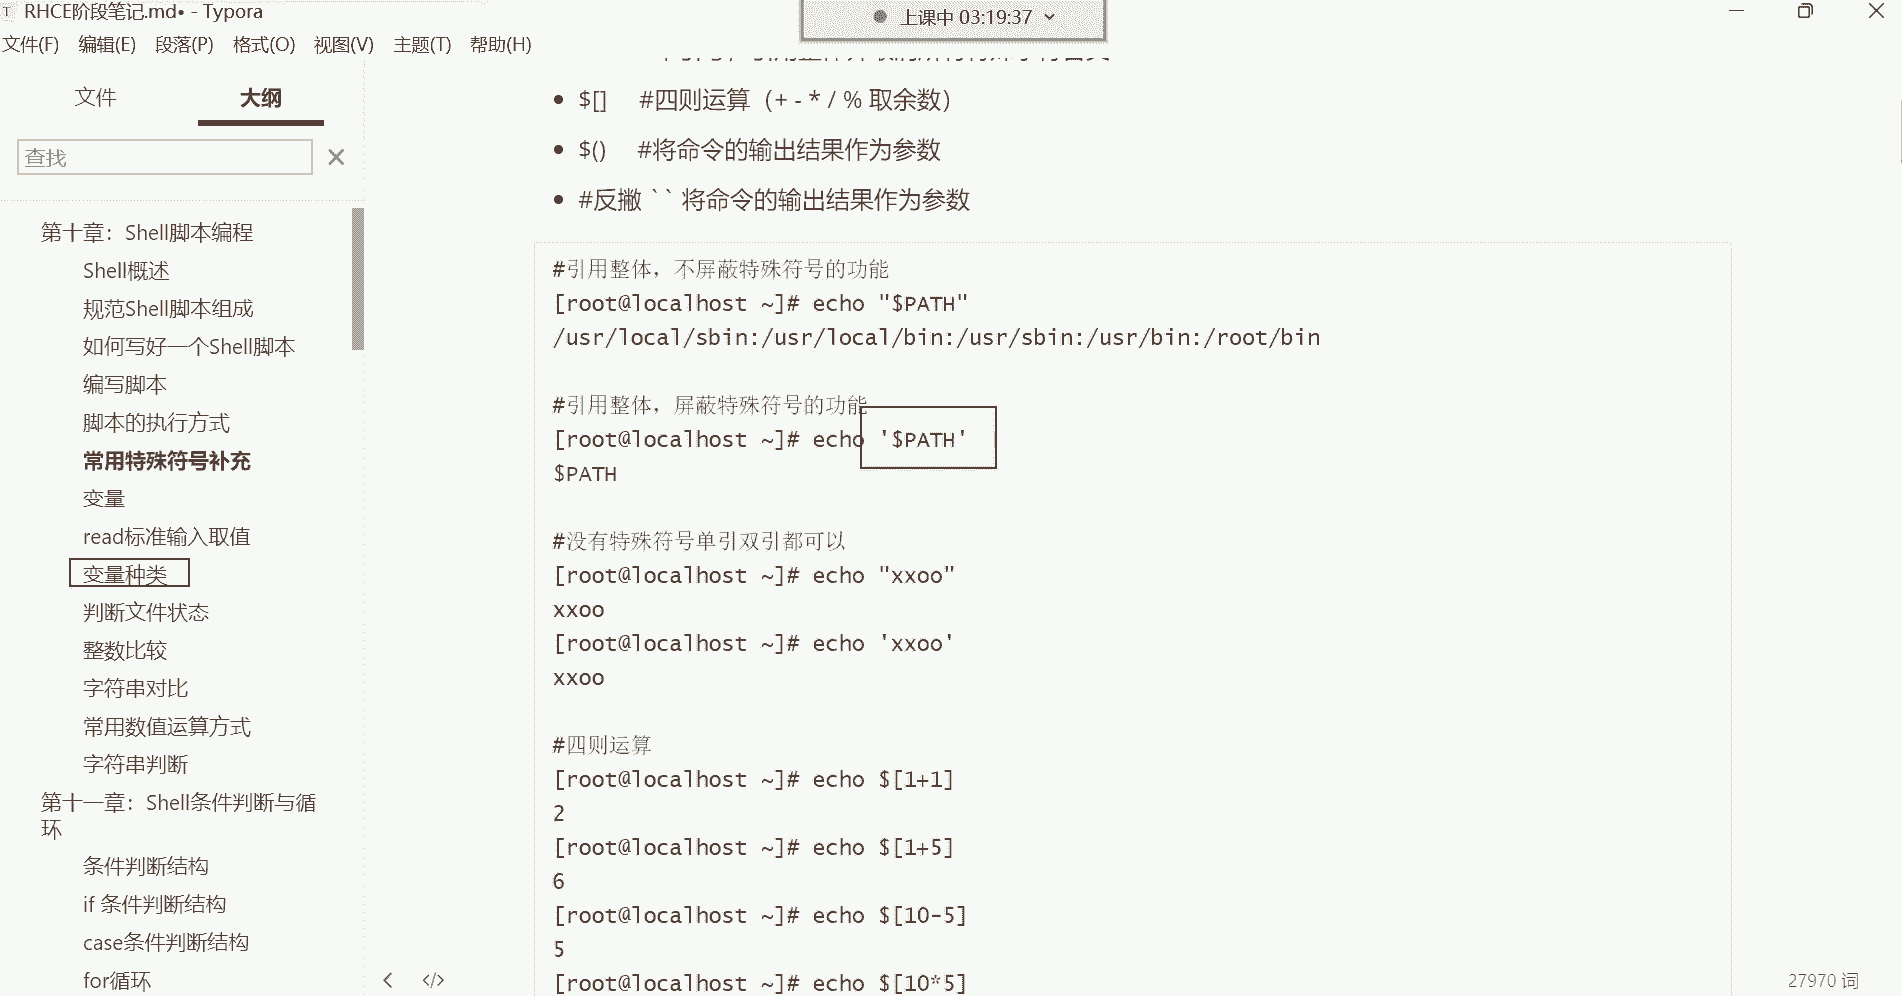 RHCE阶段笔记.md• - Typora
上课中 03:19:37
文件(F) 编辑(E) 段落(P) 格式(O) 视图(V) 主题(T) 帮助(H)
文件 大纲
查找
第十章：Shell脚本编程
Shell概述
规范Shell脚本组成
如何写好一个Shell脚本
编写脚本
脚本的执行方式
常用特殊符号补充
变量
read标准输入取值
变量种类
判断文件状态
整数比较
字符串对比
常用数值运算方式
字符串判断
第十一章：Shell条件判断与循
环
条件判断结构
if 条件判断结构
case条件判断结构
for循环
• $[] #四则运算（+ - * / % 取余数）
• $() #将命令的输出结果作为参数
• #反撇 ` ` 将命令的输出结果作为参数
#引用整体，不屏蔽特殊符号的功能
[root@localhost ~]# echo "$PATH"
/usr/local/sbin:/usr/local/bin:/usr/sbin:/usr/bin:/root/bin
#引用整体，屏蔽特殊符号的功能
[root@localhost ~]# echo '$PATH'
$PATH
#没有特殊符号单引双引都可以
[root@localhost ~]# echo "xxoo"
xxoo
[root@localhost ~]# echo 'xxoo'
xxoo
#四则运算
[root@localhost ~]# echo $[1+1]
2
[root@localhost ~]# echo $[1+5]
6
[root@localhost ~]# echo $[10-5]
5
[root@localhost ~]# echo $[10*5]
27970 词